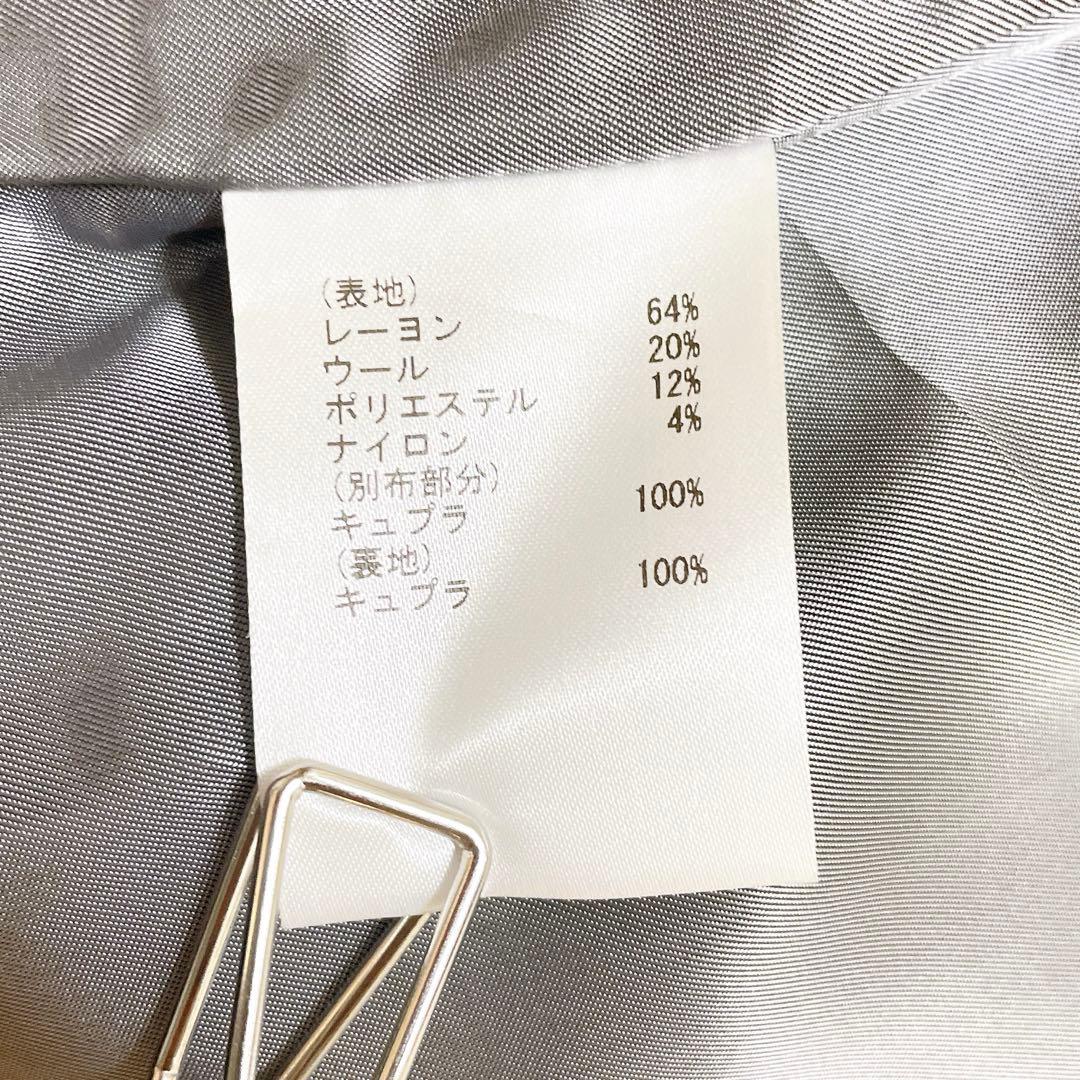 (表地)
レーヨン 64%
ウール 20%
ポリエステル 12%
ナイロン 4%
(別布部分)
キュプラ 100%
(裏地)
キュプラ 100%